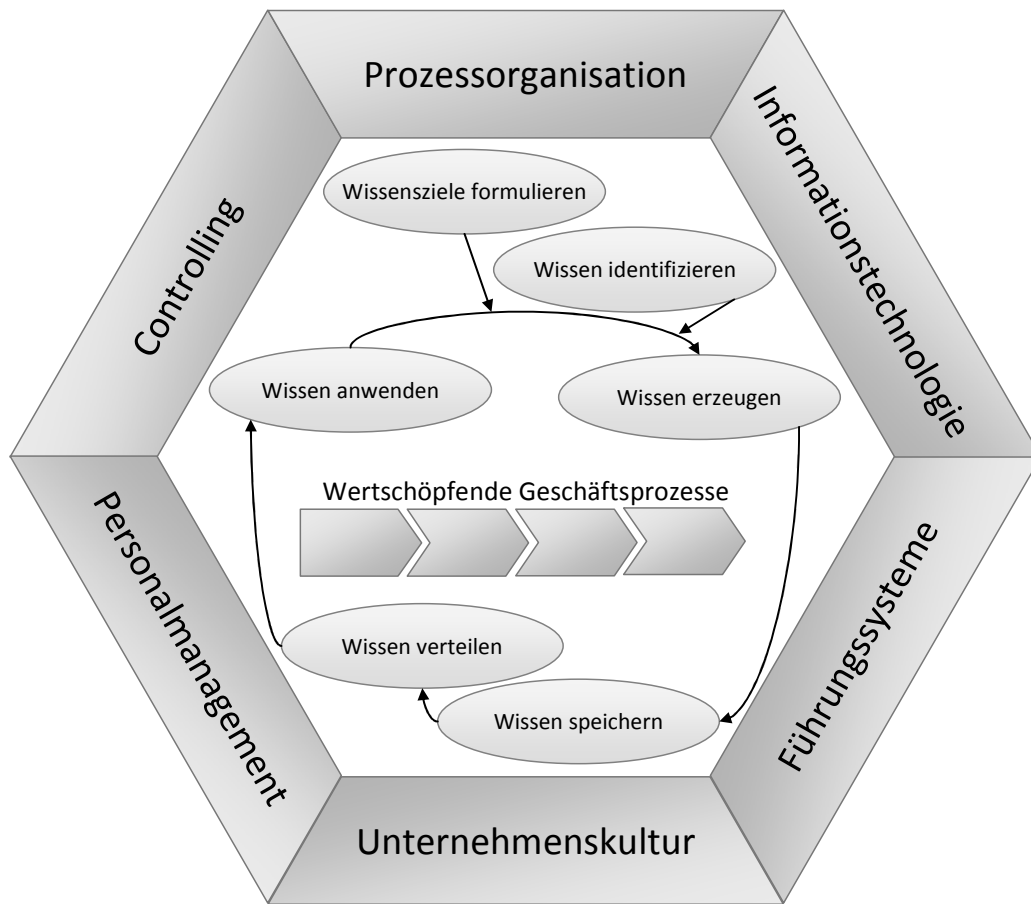 Prozessorganisation
Informationstechnologie
Controlling
Wissensziele formulieren
Wissen identifizieren
Wissen anwenden
Wissen erzeugen
Wertschöpfende Geschäftsprozesse
Wissen verteilen
Wissen speichern
Personalmanagement
Führungssysteme
Unternehmenskultur